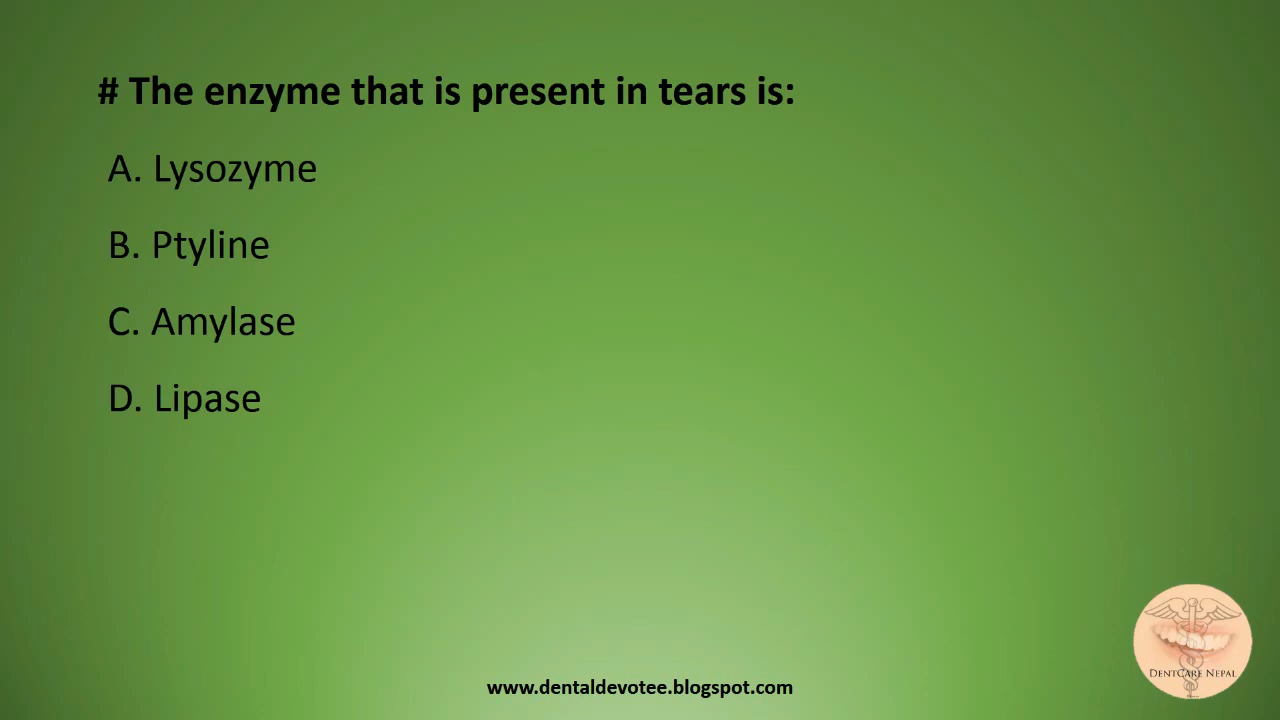 # The enzyme that is present in tears is:
A. Lysozyme
B. Ptyline
C. Amylase
D. Lipase
www.dentaldevotee.blogspot.com
DENTCARE NEPAL